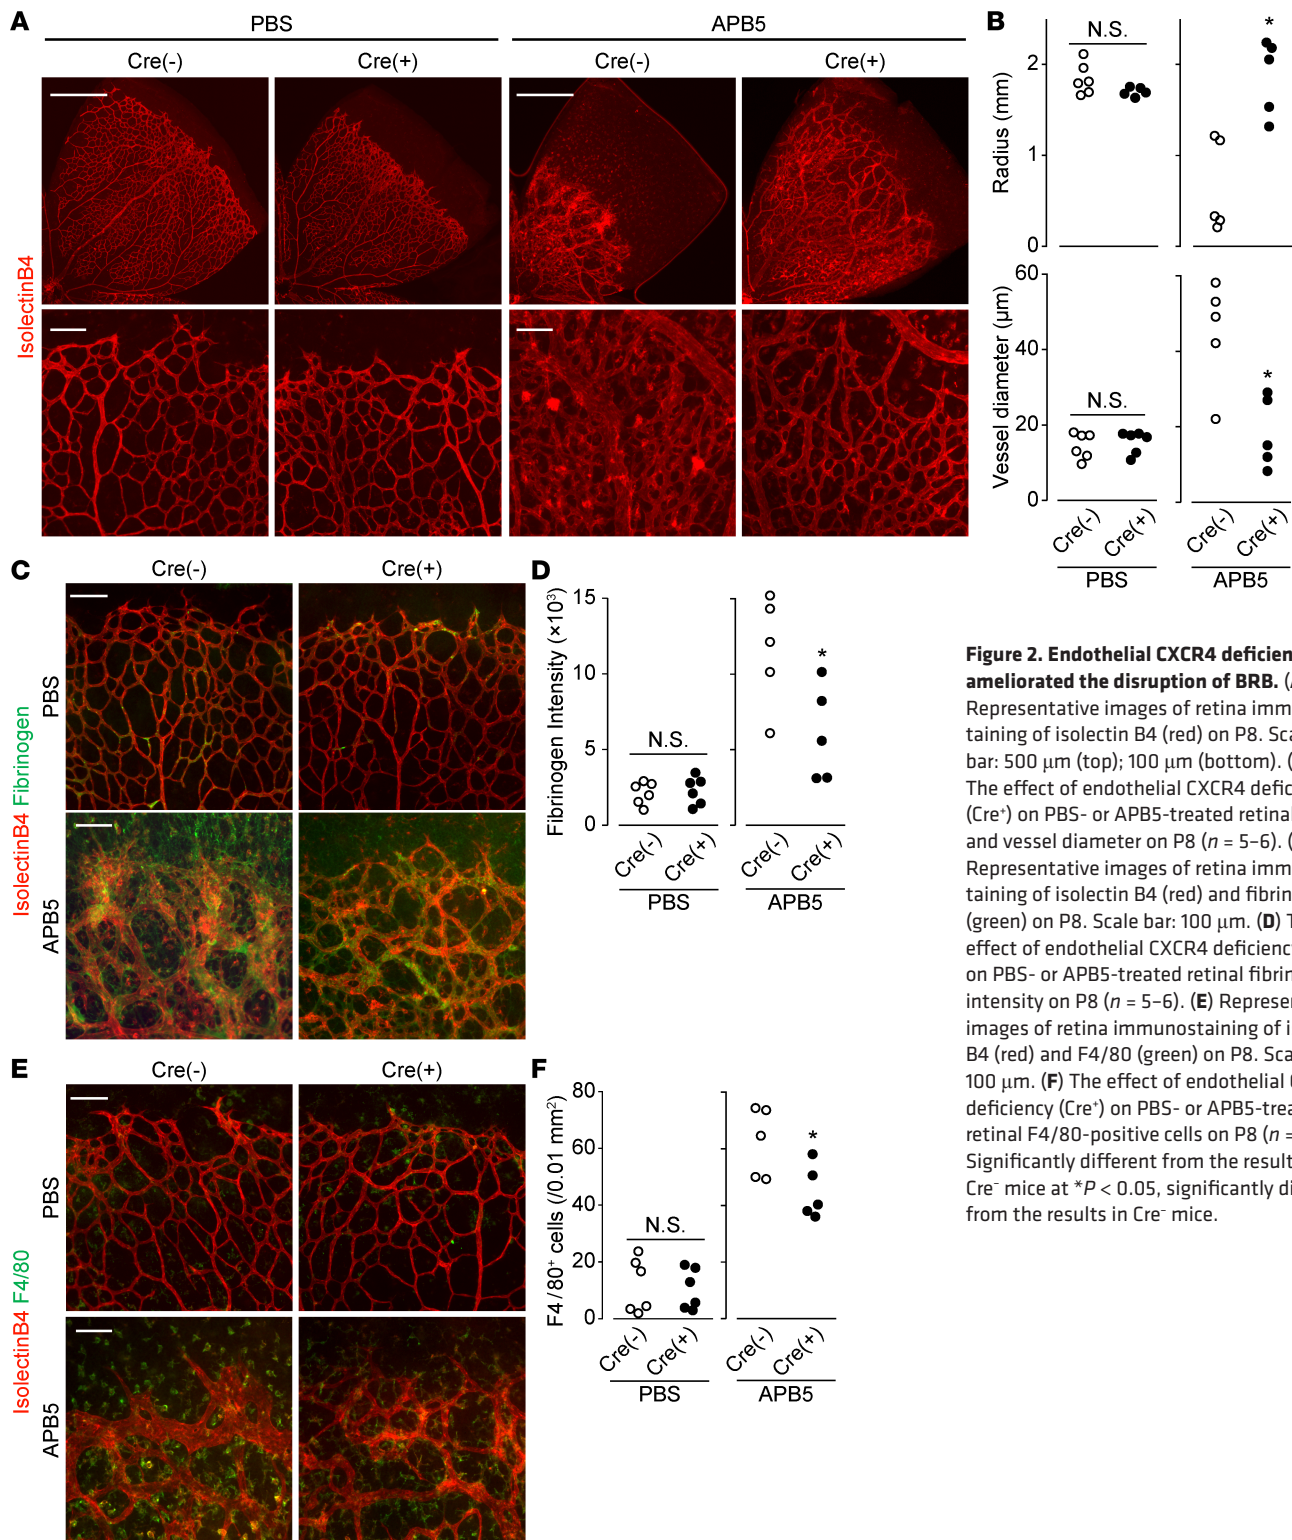 A
PBS
APB5
Cre(-)
Cre(+)
Cre(-)
Cre(+)
IsolectinB4
B
N.S.
*
Radius (mm)
2
1
0
N.S.
*
Vessel diameter (µm)
60
40
20
0
Cre(-)
Cre(+)
Cre(-)
Cre(+)
PBS
APB5
C
Cre(-)
Cre(+)
PBS
APB5
IsolectinB4 Fibrinogen
D
Fibrinogen Intensity (×10³)
15
10
5
0
N.S.
*
Cre(-)
Cre(+)
Cre(-)
Cre(+)
PBS
APB5
E
Cre(-)
Cre(+)
PBS
APB5
IsolectinB4 F4/80
F
F4/80⁺ cells (/0.01 mm²)
80
60
40
20
0
N.S.
*
Cre(-)
Cre(+)
Cre(-)
Cre(+)
PBS
APB5
Figure 2. Endothelial CXCR4 deficien
ameliorated the disruption of BRB. (
Representative images of retina imm
taining of isolectin B4 (red) on P8. Sca
bar: 500 µm (top); 100 µm (bottom). (
The effect of endothelial CXCR4 defic
(Cre⁺) on PBS- or APB5-treated retinal
and vessel diameter on P8 (n = 5–6). (
Representative images of retina imm
taining of isolectin B4 (red) and fibrin
(green) on P8. Scale bar: 100 µm. (D) T
effect of endothelial CXCR4 deficiency
on PBS- or APB5-treated retinal fibrin
intensity on P8 (n = 5–6). (E) Represen
images of retina immunostaining of i
B4 (red) and F4/80 (green) on P8. Sca
100 µm. (F) The effect of endothelial
deficiency (Cre⁺) on PBS- or APB5-trea
retinal F4/80-positive cells on P8 (n =
Significantly different from the result
Cre⁻ mice at *P < 0.05, significantly di
from the results in Cre⁻ mice.